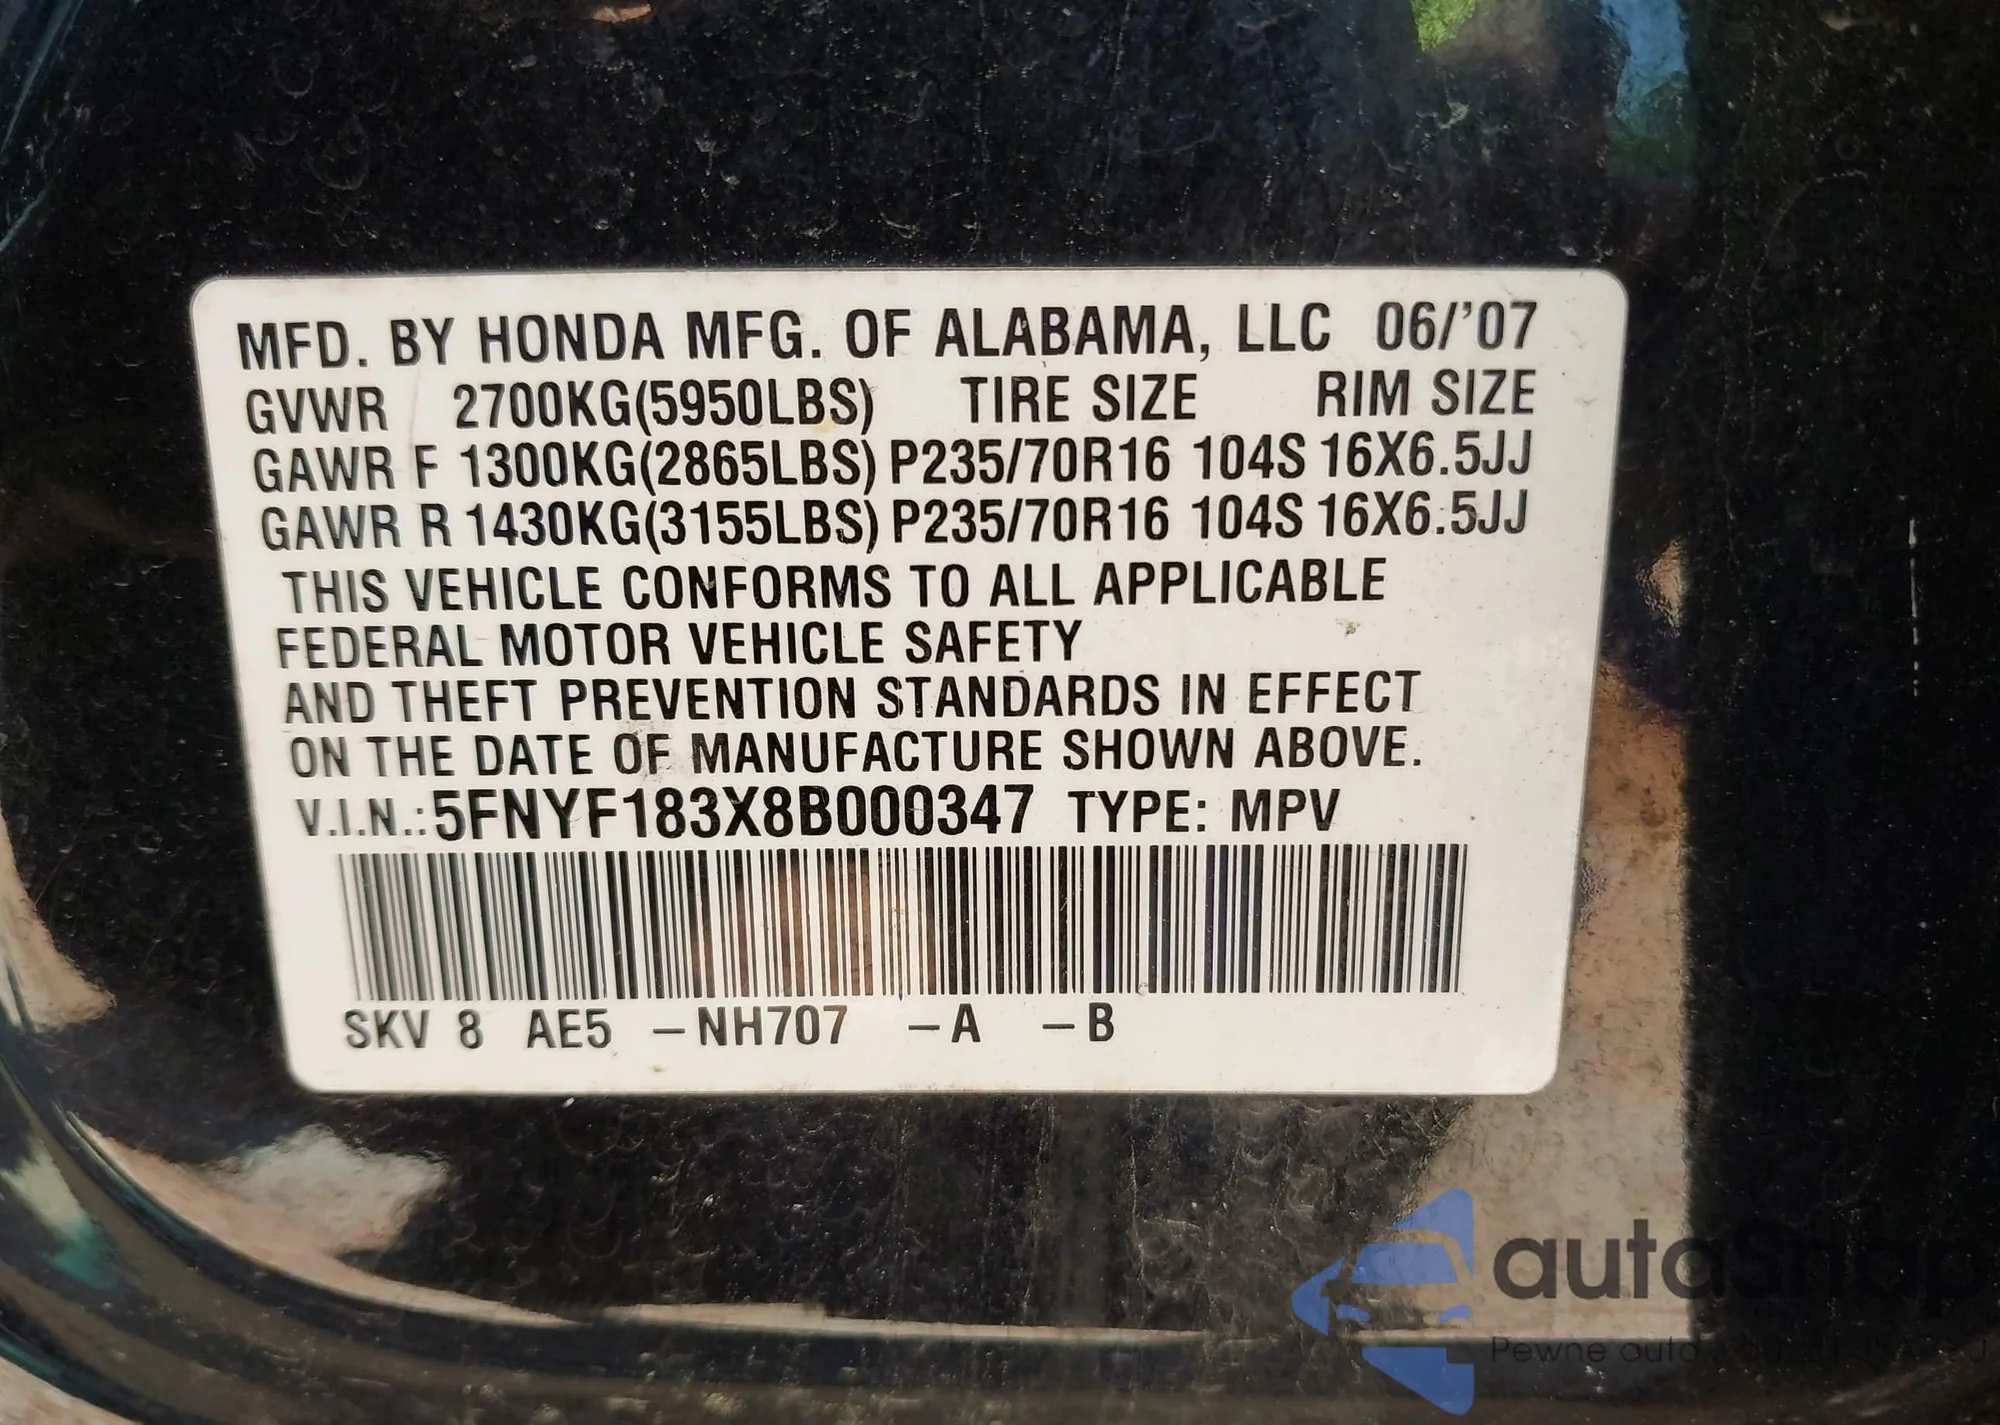 MFD. BY HONDA MFG. OF ALABAMA, LLC 06/'07
GVWR 2700KG(5950LBS) TIRE SIZE RIM SIZE
GAWR F 1300KG(2865LBS) P235/70R16 104S 16X6.5JJ
GAWR R 1430KG(3155LBS) P235/70R16 104S 16X6.5JJ
THIS VEHICLE CONFORMS TO ALL APPLICABLE
FEDERAL MOTOR VEHICLE SAFETY
AND THEFT PREVENTION STANDARDS IN EFFECT
ON THE DATE OF MANUFACTURE SHOWN ABOVE.
V.I.N.:5FNYF183X8B000347 TYPE: MPV
SKV 8 AE5 –NH707 –A –B
autaSnap
Pewne auto